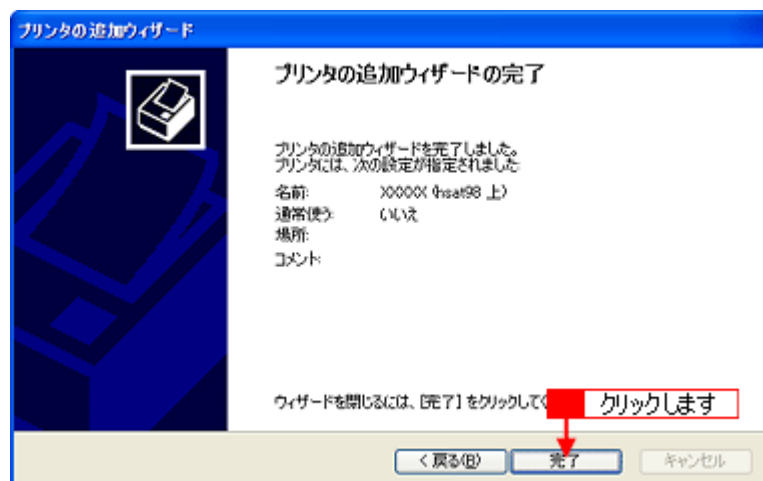 プリンタの追加ウィザード
プリンタの追加ウィザードの完了
プリンタの追加ウィザードを完了しました。
プリンタには、次の設定が指定されました:
名前: XXXXX (hsat98 上)
通常使う: いいえ
場所:
コメント:
ウィザードを閉じるには、[完了] をクリックしてく
クリックします
< 戻る(B) 完了 キャンセル